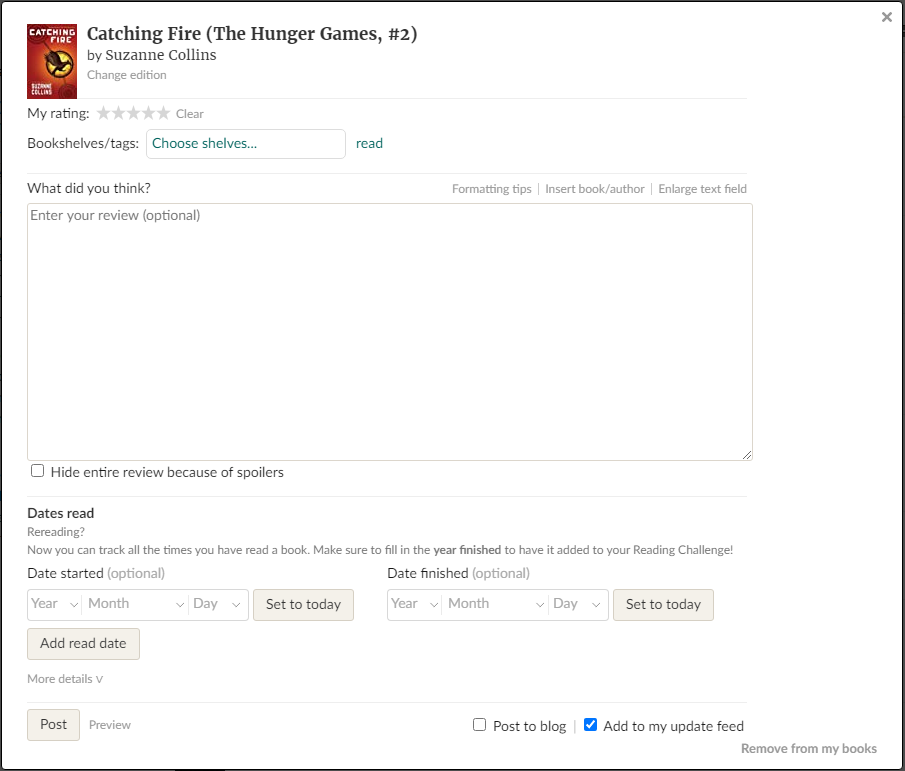 CATCHING
FIRE
SUZANNE
COLLINS
Catching Fire (The Hunger Games, #2)
by Suzanne Collins
Change edition
My rating: Clear
Bookshelves/tags: Choose shelves... read
What did you think? Formatting tips | Insert book/author | Enlarge text field
Enter your review (optional)
Hide entire review because of spoilers
Dates read
Rereading?
Now you can track all the times you have read a book. Make sure to fill in the year finished to have it added to your Reading Challenge!
Date started (optional) Date finished (optional)
Year Month Day Set to today Year Month Day Set to today
Add read date
More details V
Post Preview Post to blog | Add to my update feed
Remove from my books